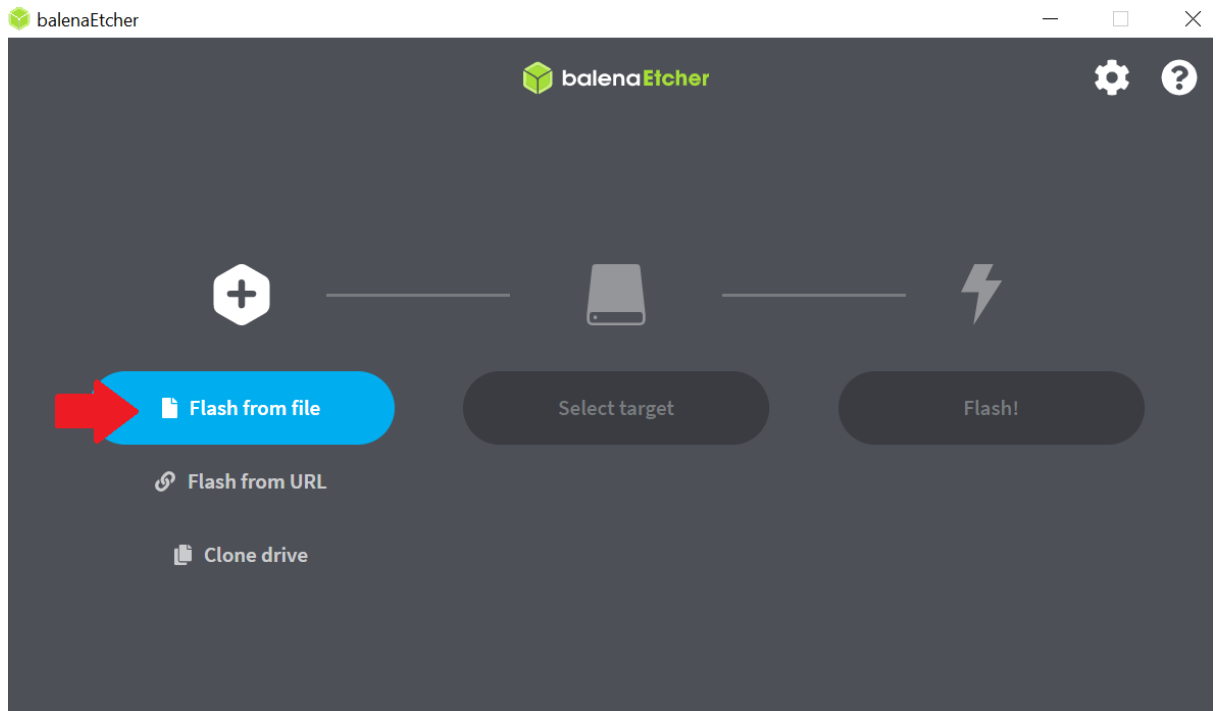 balenaEtcher
balenaEtcher
Flash from file
Select target
Flash!
Flash from URL
Clone drive